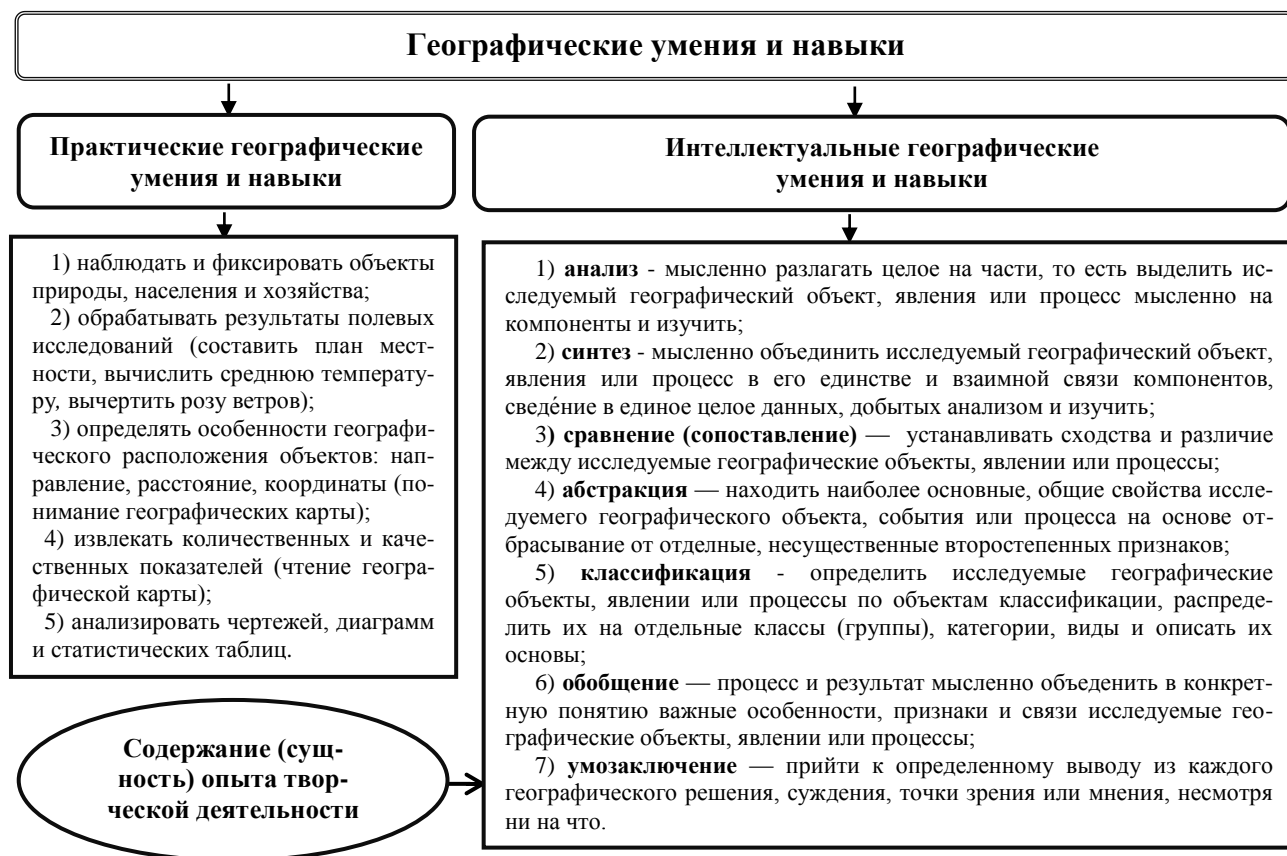 Географические умения и навыки
Практические географические
умения и навыки
Интеллектуальные географические
умения и навыки
1) наблюдать и фиксировать объекты
природы, населения и хозяйства;
2) обрабатывать результаты полевых
исследований (составить план мест-
ности, вычислить среднюю температу-
ру, вычертить розу ветров);
3) определять особенности географи-
ческого расположения объектов: нап-
равление, расстояние, координаты (по-
нимание географических карты);
4) извлекать количественных и каче-
ственных показателей (чтение геогра-
фической карты);
5) анализировать чертежей, диаграмм
и статистических таблиц.
Содержание (сущ-
ность) опыта твор-
ческой деятельности
1) анализ - мысленно разлагать целое на части, то есть выделить ис-
следуемый географический объект, явления или процесс мысленно на
компоненты и изучить;
2) синтез - мысленно объединить исследуемый географический объект,
явления или процесс в его единстве и взаимной связи компонентов,
сведе́ние в единое целое данных, добытых анализом и изучить;
3) сравнение (сопоставление) — устанавливать сходства и различие
между исследуемые географические объекты, явлении или процессы;
4) абстракция — находить наиболее основные, общие свойства иссле-
дуемего географического объекта, события или процесса на основе от-
брасывание от отделные, несущественные второстепенных признаков;
5) классификация - определить исследуемые географические
объекты, явлении или процессы по объектам классификации, распреде-
лить их на отдельные классы (группы), категории, виды и описать их
основы;
6) обобщение — процесс и результат мысленно объеденить в конкрет-
ную понятию важные особенности, признаки и связи исследуемые гео-
графические объекты, явлении или процессы;
7) умозаключение — прийти к определенному выводу из каждого
географического решения, суждения, точки зрения или мнения, несмотря
ни на что.